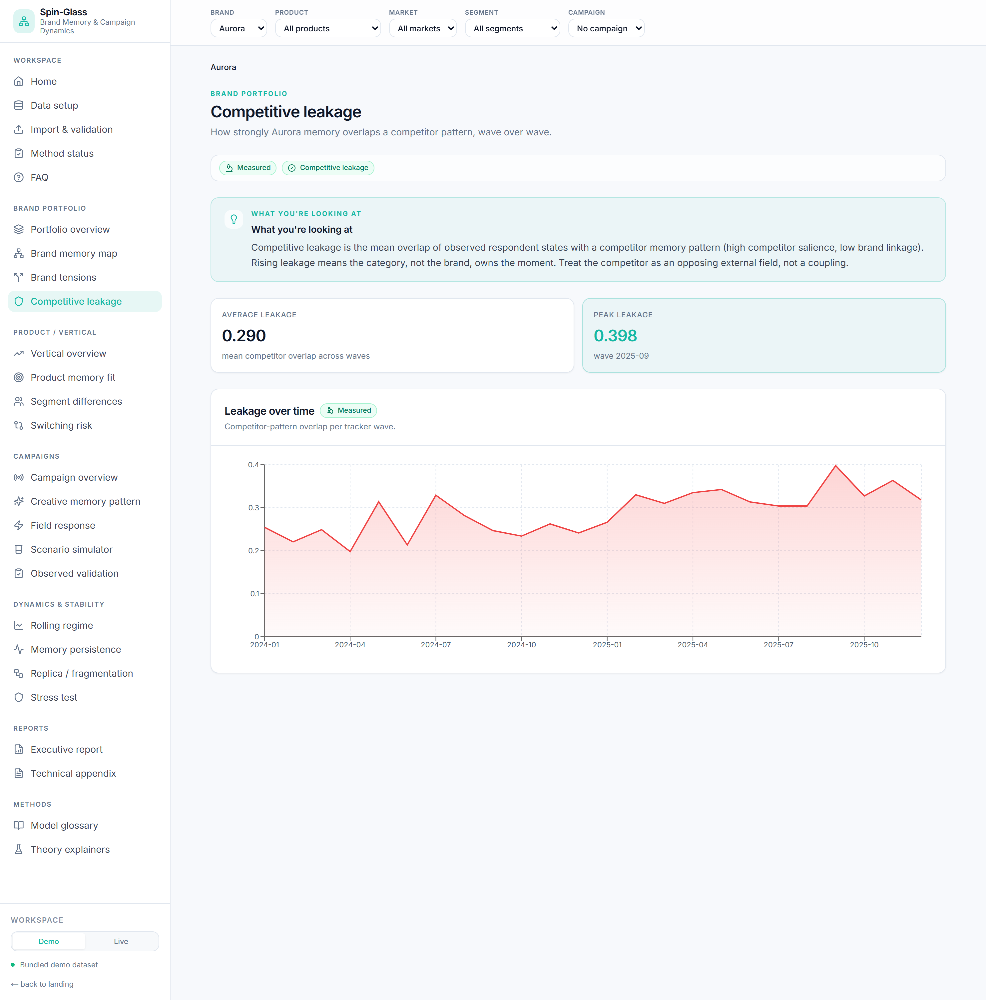 Spin-Glass
Brand Memory & Campaign
Dynamics
WORKSPACE
Home
Data setup
Import & validation
Method status
FAQ
BRAND PORTFOLIO
Portfolio overview
Brand memory map
Brand tensions
Competitive leakage
PRODUCT / VERTICAL
Vertical overview
Product memory fit
Segment differences
Switching risk
CAMPAIGNS
Campaign overview
Creative memory pattern
Field response
Scenario simulator
Observed validation
DYNAMICS & STABILITY
Rolling regime
Memory persistence
Replica / fragmentation
Stress test
REPORTS
Executive report
Technical appendix
METHODS
Model glossary
Theory explainers
WORKSPACE
Demo Live
Bundled demo dataset
← back to landing
BRAND PRODUCT MARKET SEGMENT CAMPAIGN
Aurora All products All markets All segments No campaign
Aurora
BRAND PORTFOLIO
Competitive leakage
How strongly Aurora memory overlaps a competitor pattern, wave over wave.
Measured Competitive leakage
WHAT YOU'RE LOOKING AT
What you're looking at
Competitive leakage is the mean overlap of observed respondent states with a competitor memory pattern (high competitor salience, low brand linkage).
Rising leakage means the category, not the brand, owns the moment. Treat the competitor as an opposing external field, not a coupling.
AVERAGE LEAKAGE
0.290
mean competitor overlap across waves
PEAK LEAKAGE
0.398
wave 2025-09
Leakage over time Measured
Competitor-pattern overlap per tracker wave.
0.4
0.3
0.2
0.1
0
2024-01 2024-04 2024-07 2024-10 2025-01 2025-04 2025-07 2025-10